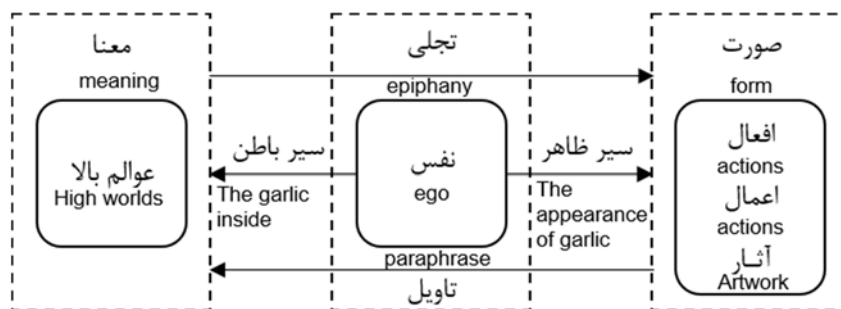 معنا
meaning
عوالم بالا
High worlds
تجلی
epiphany
سیر باطن
The garlic
inside
نفس
ego
سیر ظاهر
The
appearance
of garlic
paraphrase
تاویل
صورت
form
افعال
actions
اعمال
actions
آثار
Artwork